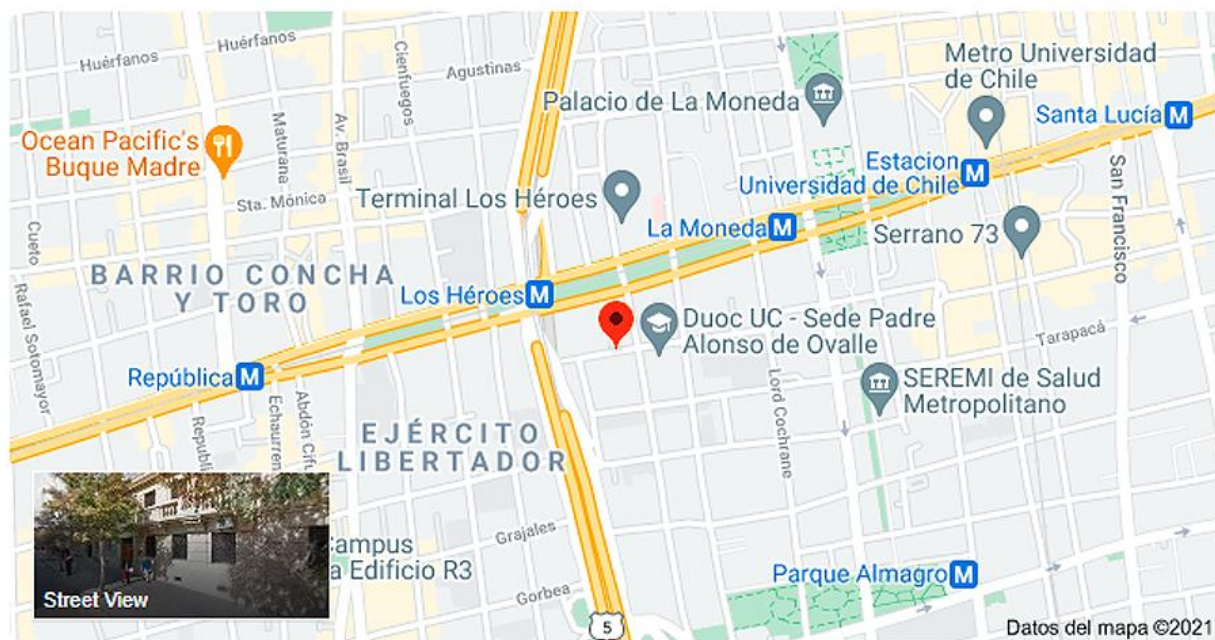 Huérfanos
Huérfanos
Cienfuegos
Agustinas
Metro Universidad
de Chile
Palacio de La Moneda
Santa Lucía M
Ocean Pacific's
Buque Madre
Maturana
Av. Brasil
Estacion
Universidad de Chile M
San Francisco
Sta. Mónica
Terminal Los Héroes
La Moneda M
Serrano 73
Cueto
BARRIO CONCHA
Y TORO
Los Héroes M
Rafael Sotomayor
Duoc UC - Sede Padre
Alonso de Ovalle
Tarapacá
República M
Lord Cochrane
SEREMI de Salud
Metropolitano
Republi
Echaurren
Abdón Cifu
EJÉRCITO
LIBERTADOR
Grajales
Campus
a Edificio R3
Gorbea
Parque Almagro M
Street View
5
Datos del mapa ©2021